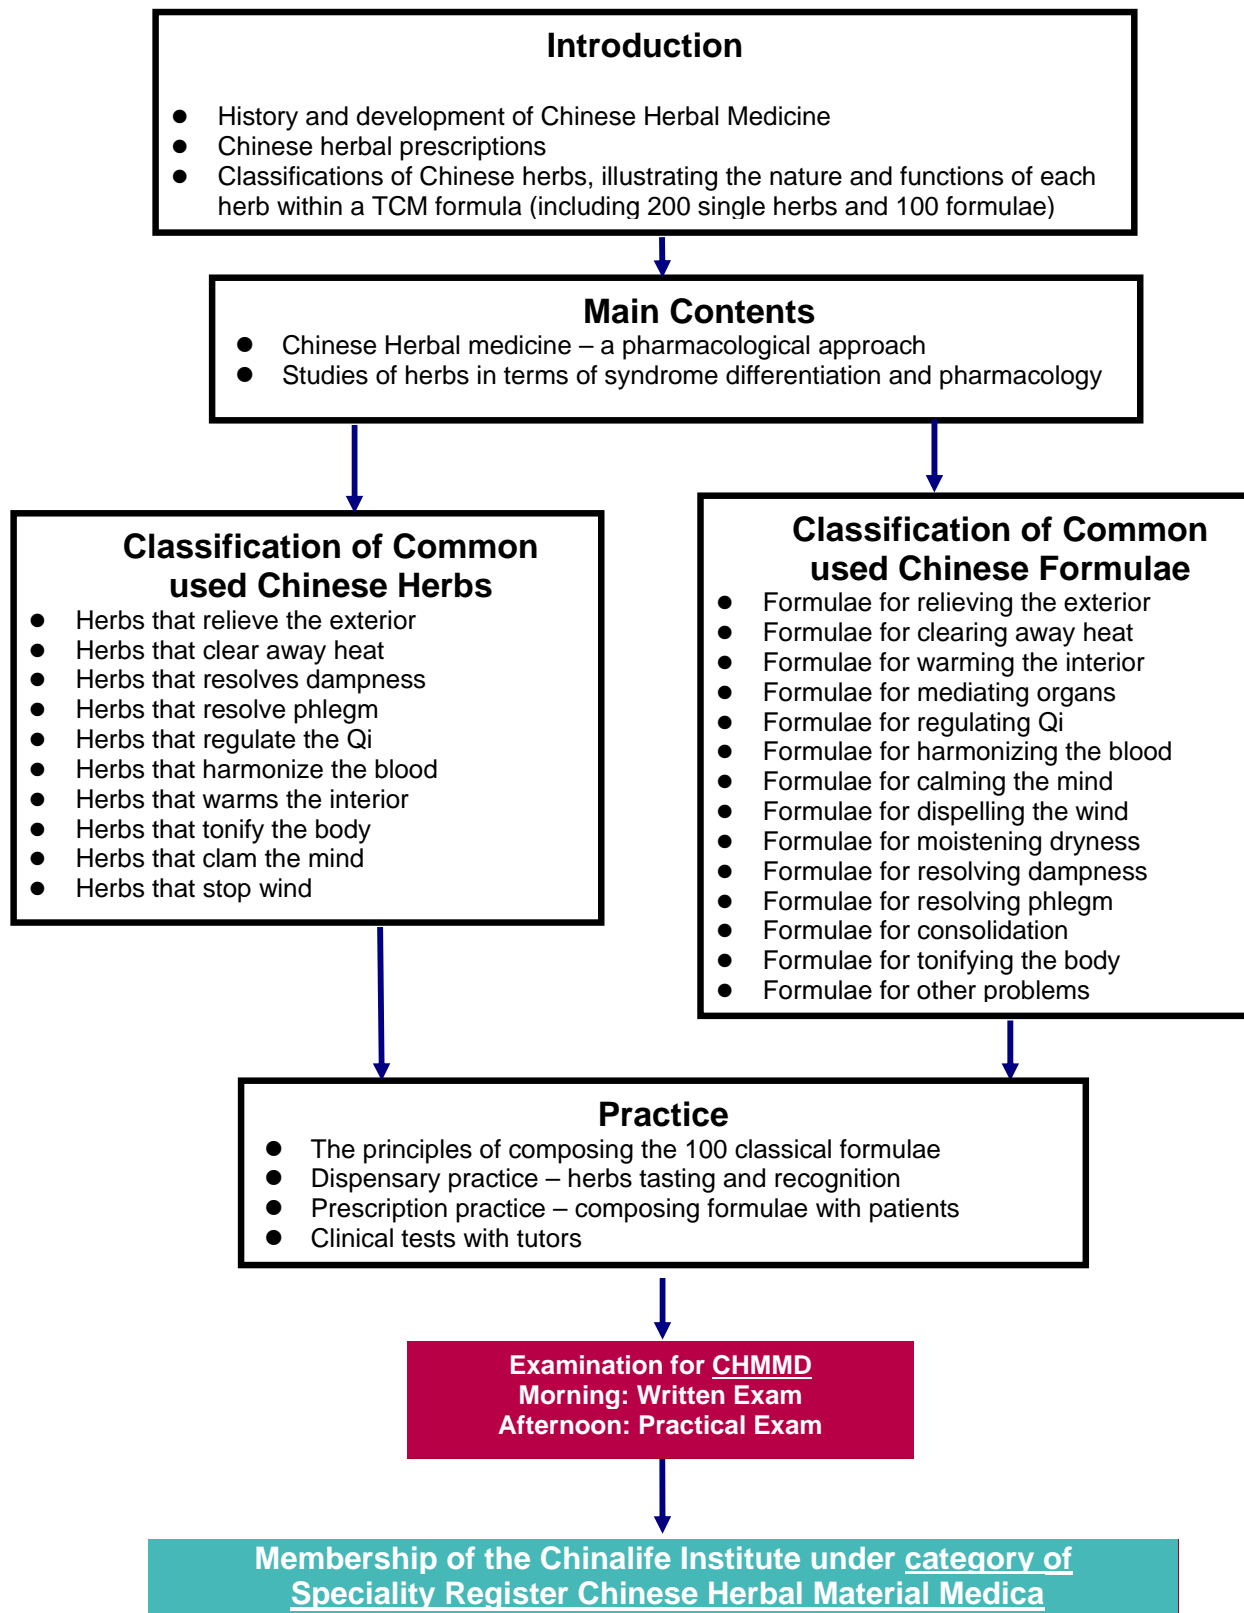 Introduction
● History and development of Chinese Herbal Medicine
● Chinese herbal prescriptions
● Classifications of Chinese herbs, illustrating the nature and functions of each
herb within a TCM formula (including 200 single herbs and 100 formulae)
Main Contents
● Chinese Herbal medicine – a pharmacological approach
● Studies of herbs in terms of syndrome differentiation and pharmacology
Classification of Common
used Chinese Herbs
● Herbs that relieve the exterior
● Herbs that clear away heat
● Herbs that resolves dampness
● Herbs that resolve phlegm
● Herbs that regulate the Qi
● Herbs that harmonize the blood
● Herbs that warms the interior
● Herbs that tonify the body
● Herbs that clam the mind
● Herbs that stop wind
Classification of Common
used Chinese Formulae
● Formulae for relieving the exterior
● Formulae for clearing away heat
● Formulae for warming the interior
● Formulae for mediating organs
● Formulae for regulating Qi
● Formulae for harmonizing the blood
● Formulae for calming the mind
● Formulae for dispelling the wind
● Formulae for moistening dryness
● Formulae for resolving dampness
● Formulae for resolving phlegm
● Formulae for consolidation
● Formulae for tonifying the body
● Formulae for other problems
Practice
● The principles of composing the 100 classical formulae
● Dispensary practice – herbs tasting and recognition
● Prescription practice – composing formulae with patients
● Clinical tests with tutors
Examination for CHMMD
Morning: Written Exam
Afternoon: Practical Exam
Membership of the Chinalife Institute under category of
Speciality Register Chinese Herbal Material Medica